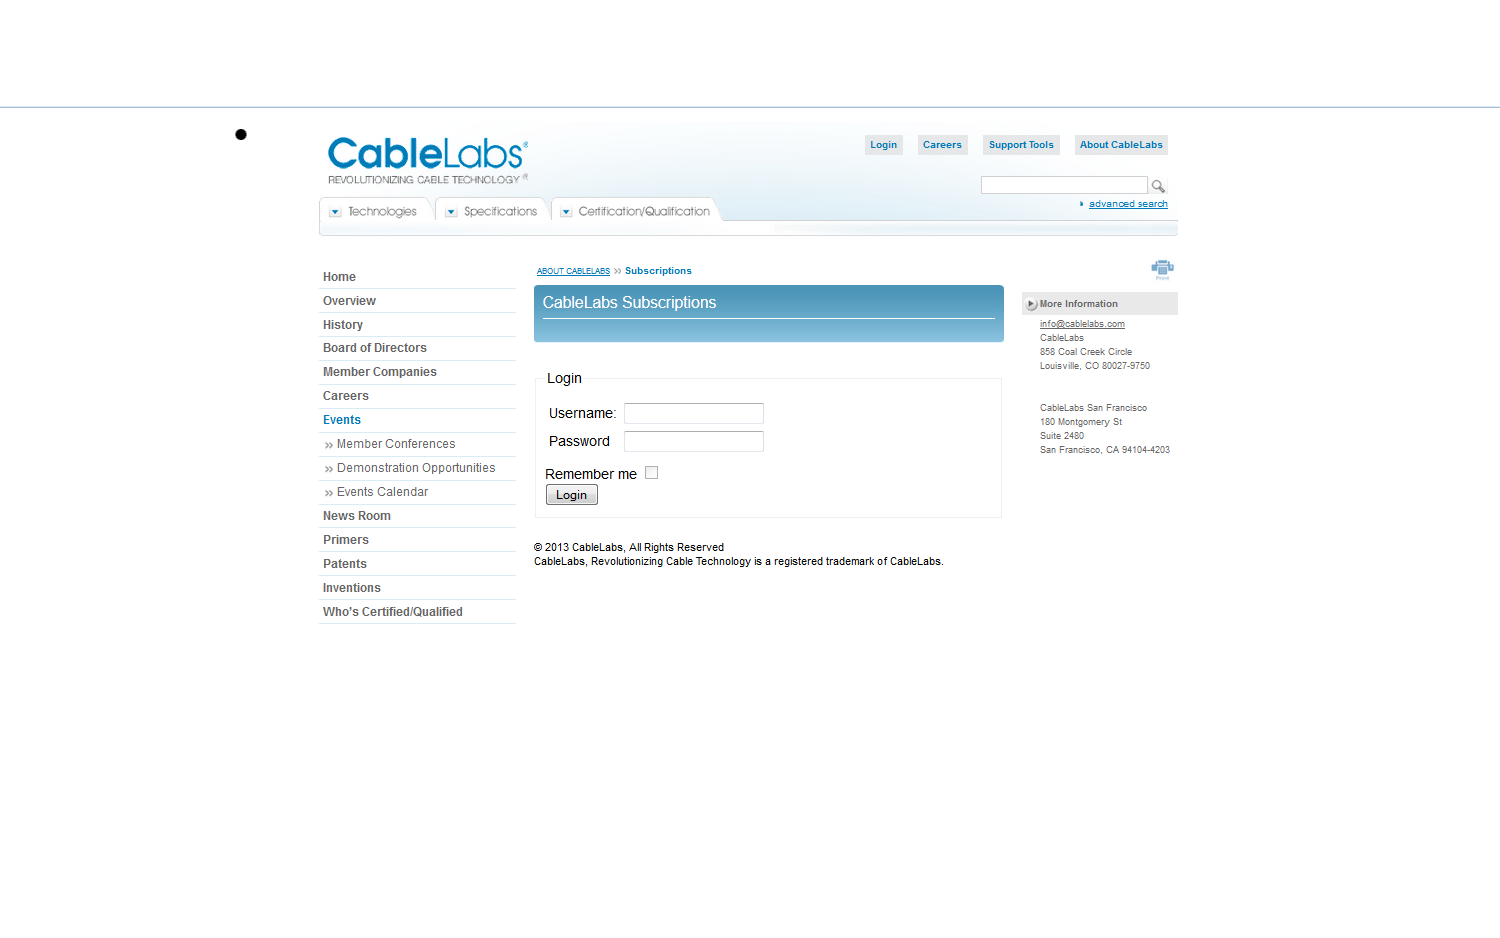 CableLabs®
REVOLUTIONIZING CABLE TECHNOLOGY®
Login
Careers
Support Tools
About CableLabs
advanced search
Technologies
Specifications
Certification/Qualification
Home
Overview
History
Board of Directors
Member Companies
Careers
Events
» Member Conferences
» Demonstration Opportunities
» Events Calendar
News Room
Primers
Patents
Inventions
Who's Certified/Qualified
ABOUT CABLELABS » Subscriptions
CableLabs Subscriptions
Login
Username:
Password
Remember me
Login
© 2013 CableLabs, All Rights Reserved
CableLabs, Revolutionizing Cable Technology is a registered trademark of CableLabs.
Print
More Information
info@cablelabs.com
CableLabs
858 Coal Creek Circle
Louisville, CO 80027-9750
CableLabs San Francisco
180 Montgomery St
Suite 2480
San Francisco, CA 94104-4203